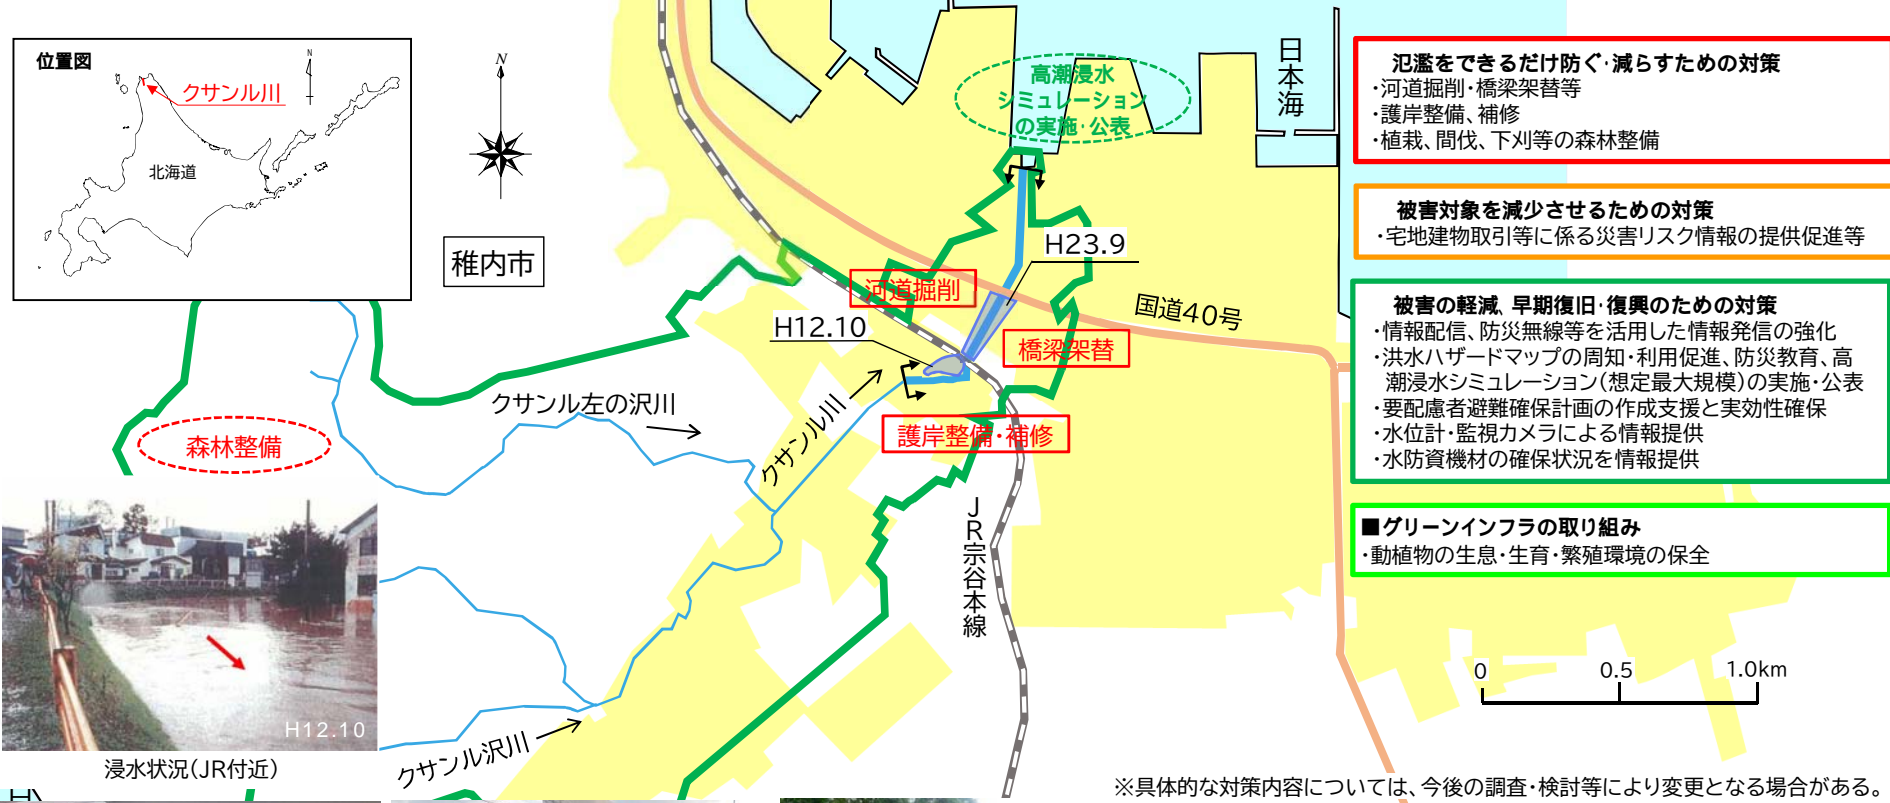 位置図
N
クサンル川
北海道
N
稚内市
高潮浸水
シミュレーション
の実施・公表
日本海
H23.9
河道掘削
国道40号
H12.10
橋梁架替
クサンル左の沢川
クサンル川
護岸整備・補修
森林整備
JR宗谷本線
クサンル沢川
H12.10
浸水状況(JR付近)
氾濫をできるだけ防ぐ・減らすための対策
・河道掘削・橋梁架替等
・護岸整備、補修
・植栽、間伐、下刈等の森林整備
被害対象を減少させるための対策
・宅地建物取引等に係る災害リスク情報の提供促進等
被害の軽減、早期復旧・復興のための対策
・情報配信、防災無線等を活用した情報発信の強化
・洪水ハザードマップの周知・利用促進、防災教育、高
潮浸水シミュレーション(想定最大規模)の実施・公表
・要配慮者避難確保計画の作成支援と実効性確保
・水位計・監視カメラによる情報提供
・水防資機材の確保状況を情報提供
■グリーンインフラの取り組み
・動植物の生息・生育・繁殖環境の保全
0 0.5 1.0km
※具体的な対策内容については、今後の調査・検討等により変更となる場合がある。